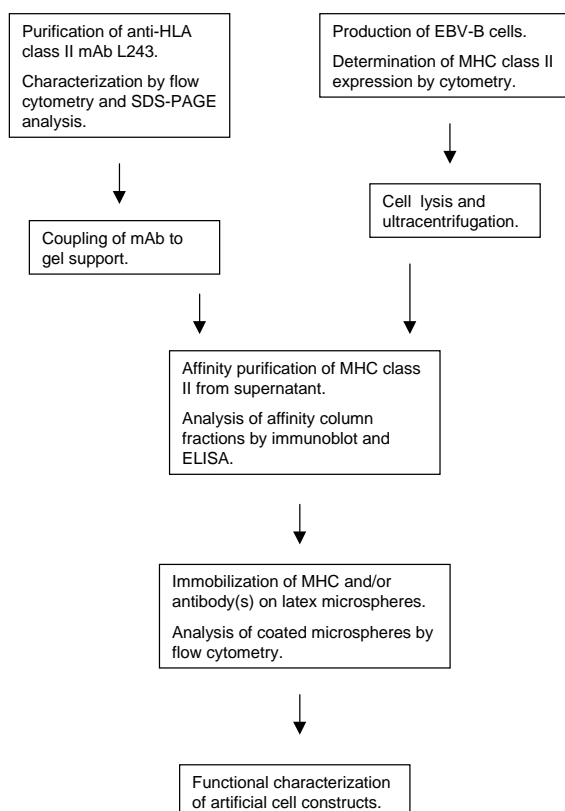 Purification of anti-HLA
class II mAb L243.
Characterization by flow
cytometry and SDS-PAGE
analysis.
Production of EBV-B cells.
Determination of MHC class II
expression by cytometry.
Coupling of mAb to
gel support.
Cell lysis and
ultracentrifugation.
Affinity purification of MHC class
II from supernatant.
Analysis of affinity column
fractions by immunoblot and
ELISA.
Immobilization of MHC and/or
antibody(s) on latex microspheres.
Analysis of coated microspheres by
flow cytometry.
Functional characterization
of artificial cell constructs.